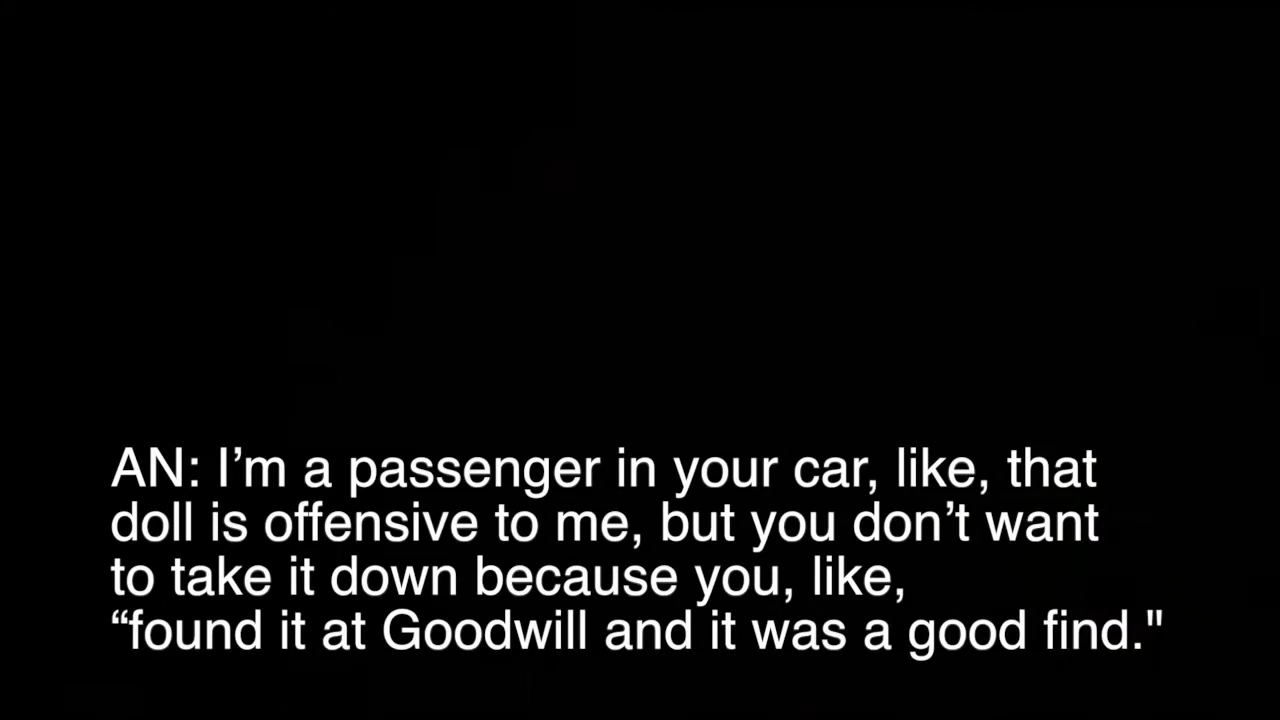 AN: I’m a passenger in your car, like, that
doll is offensive to me, but you don’t want
to take it down because you, like,
“found it at Goodwill and it was a good find."